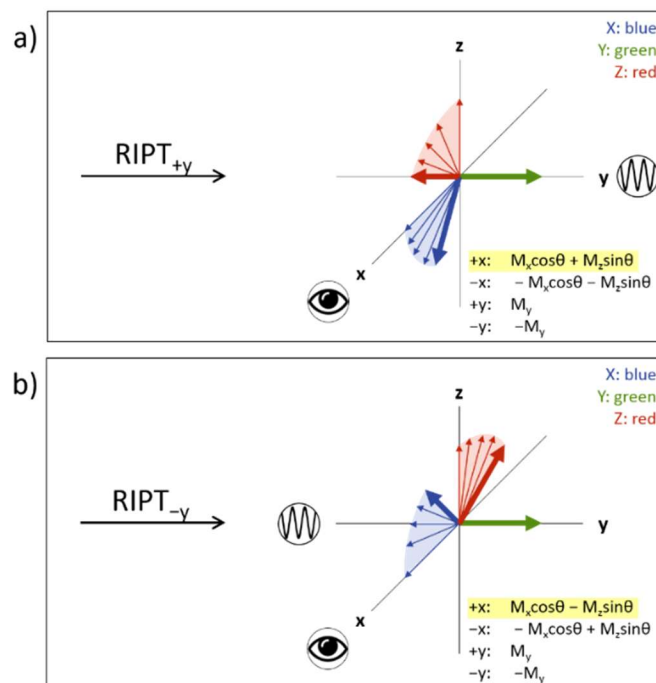 a)
X: blue
Y: green
Z: red
z
RIPT+y
y
x
+x: Mxcosθ + Mzsinθ
−x: − Mxcosθ − Mzsinθ
+y: My
−y: −My
b)
X: blue
Y: green
Z: red
z
RIPT−y
y
x
+x: Mxcosθ − Mzsinθ
−x: − Mxcosθ + Mzsinθ
+y: My
−y: −My